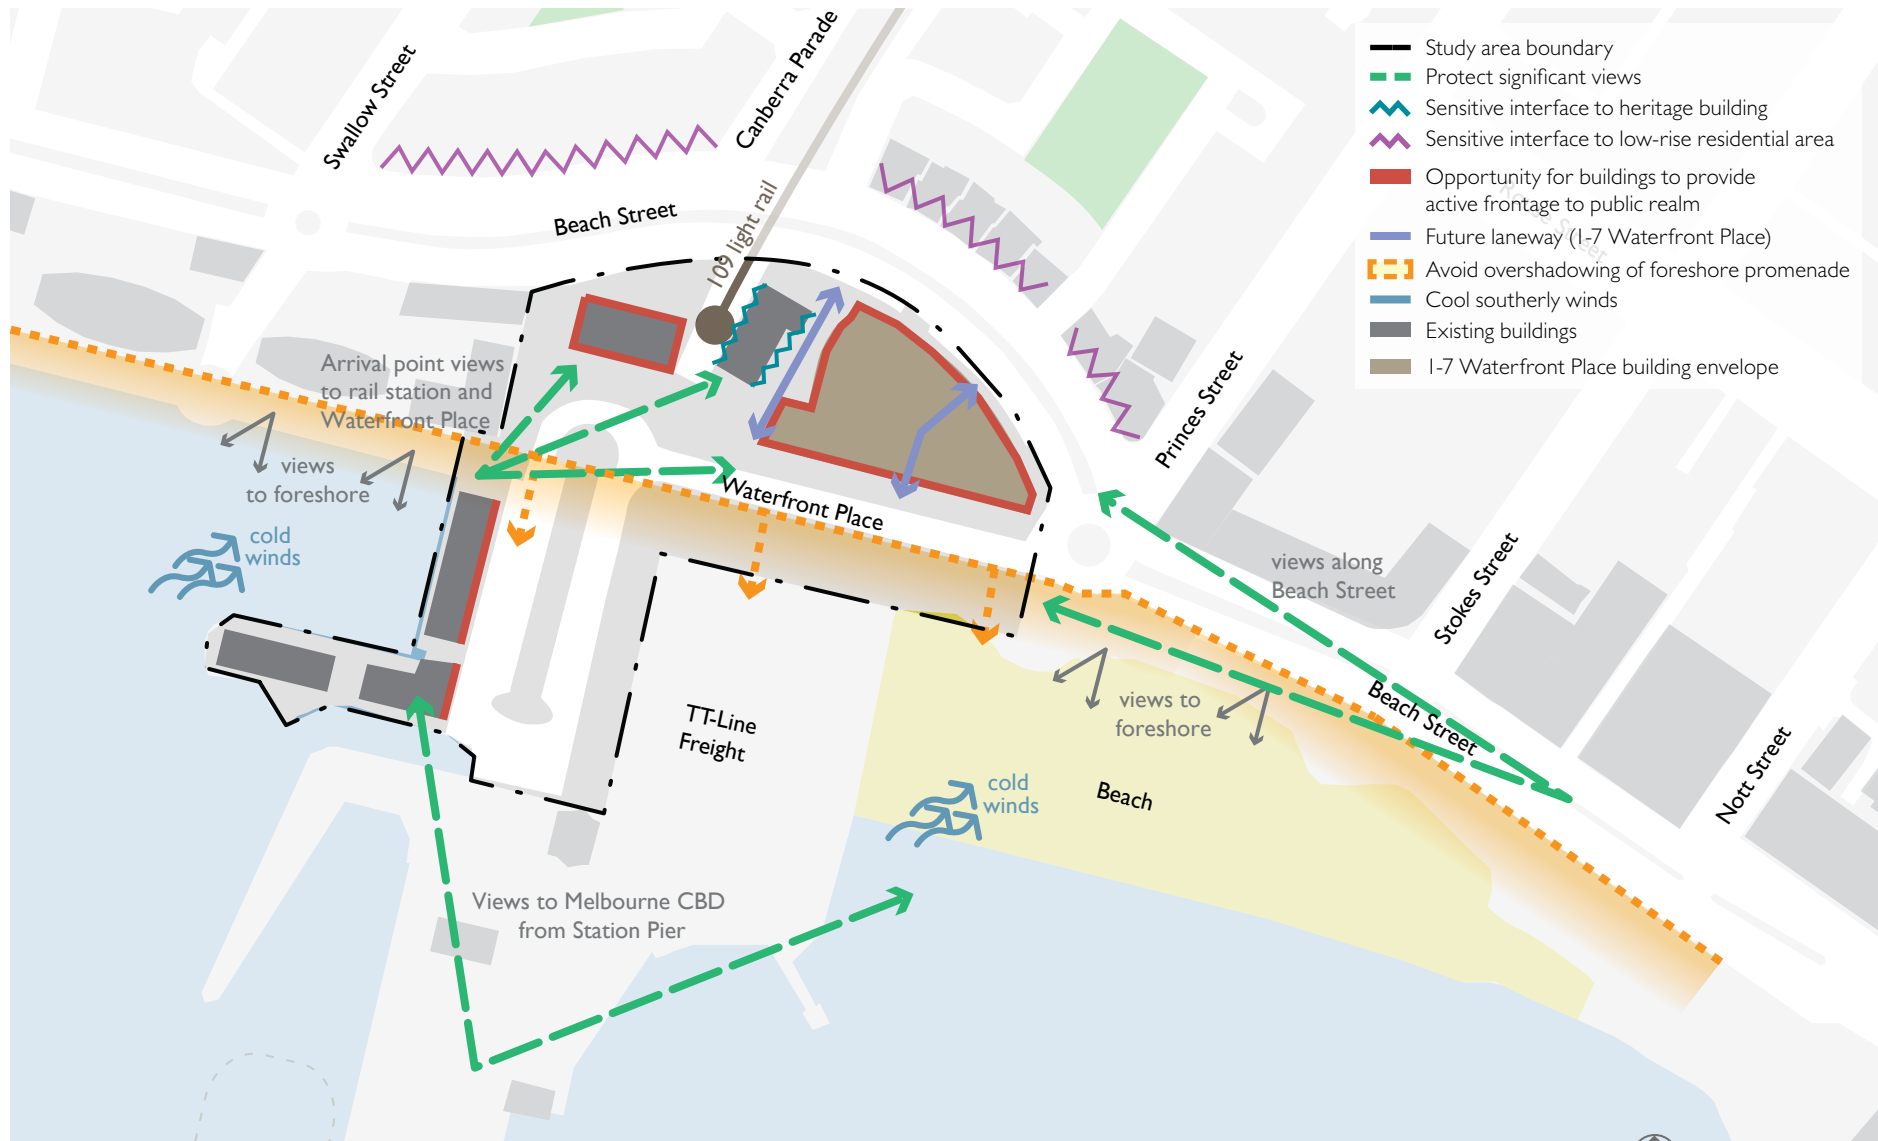 Swallow Street
Canberra Parade
Beach Street
109 light rail
Study area boundary
Protect significant views
Sensitive interface to heritage building
Sensitive interface to low-rise residential area
Opportunity for buildings to provide
active frontage to public realm
Future laneway (1-7 Waterfront Place)
Avoid overshadowing of foreshore promenade
Cool southerly winds
Existing buildings
1-7 Waterfront Place building envelope
Rouse Street
Arrival point views
to rail station and
Waterfront Place
views
to foreshore
cold
winds
Waterfront Place
Princes Street
views along
Beach Street
Stokes Street
Beach Street
Nott Street
views to
foreshore
TT-Line
Freight
cold
winds
Beach
Views to Melbourne CBD
from Station Pier